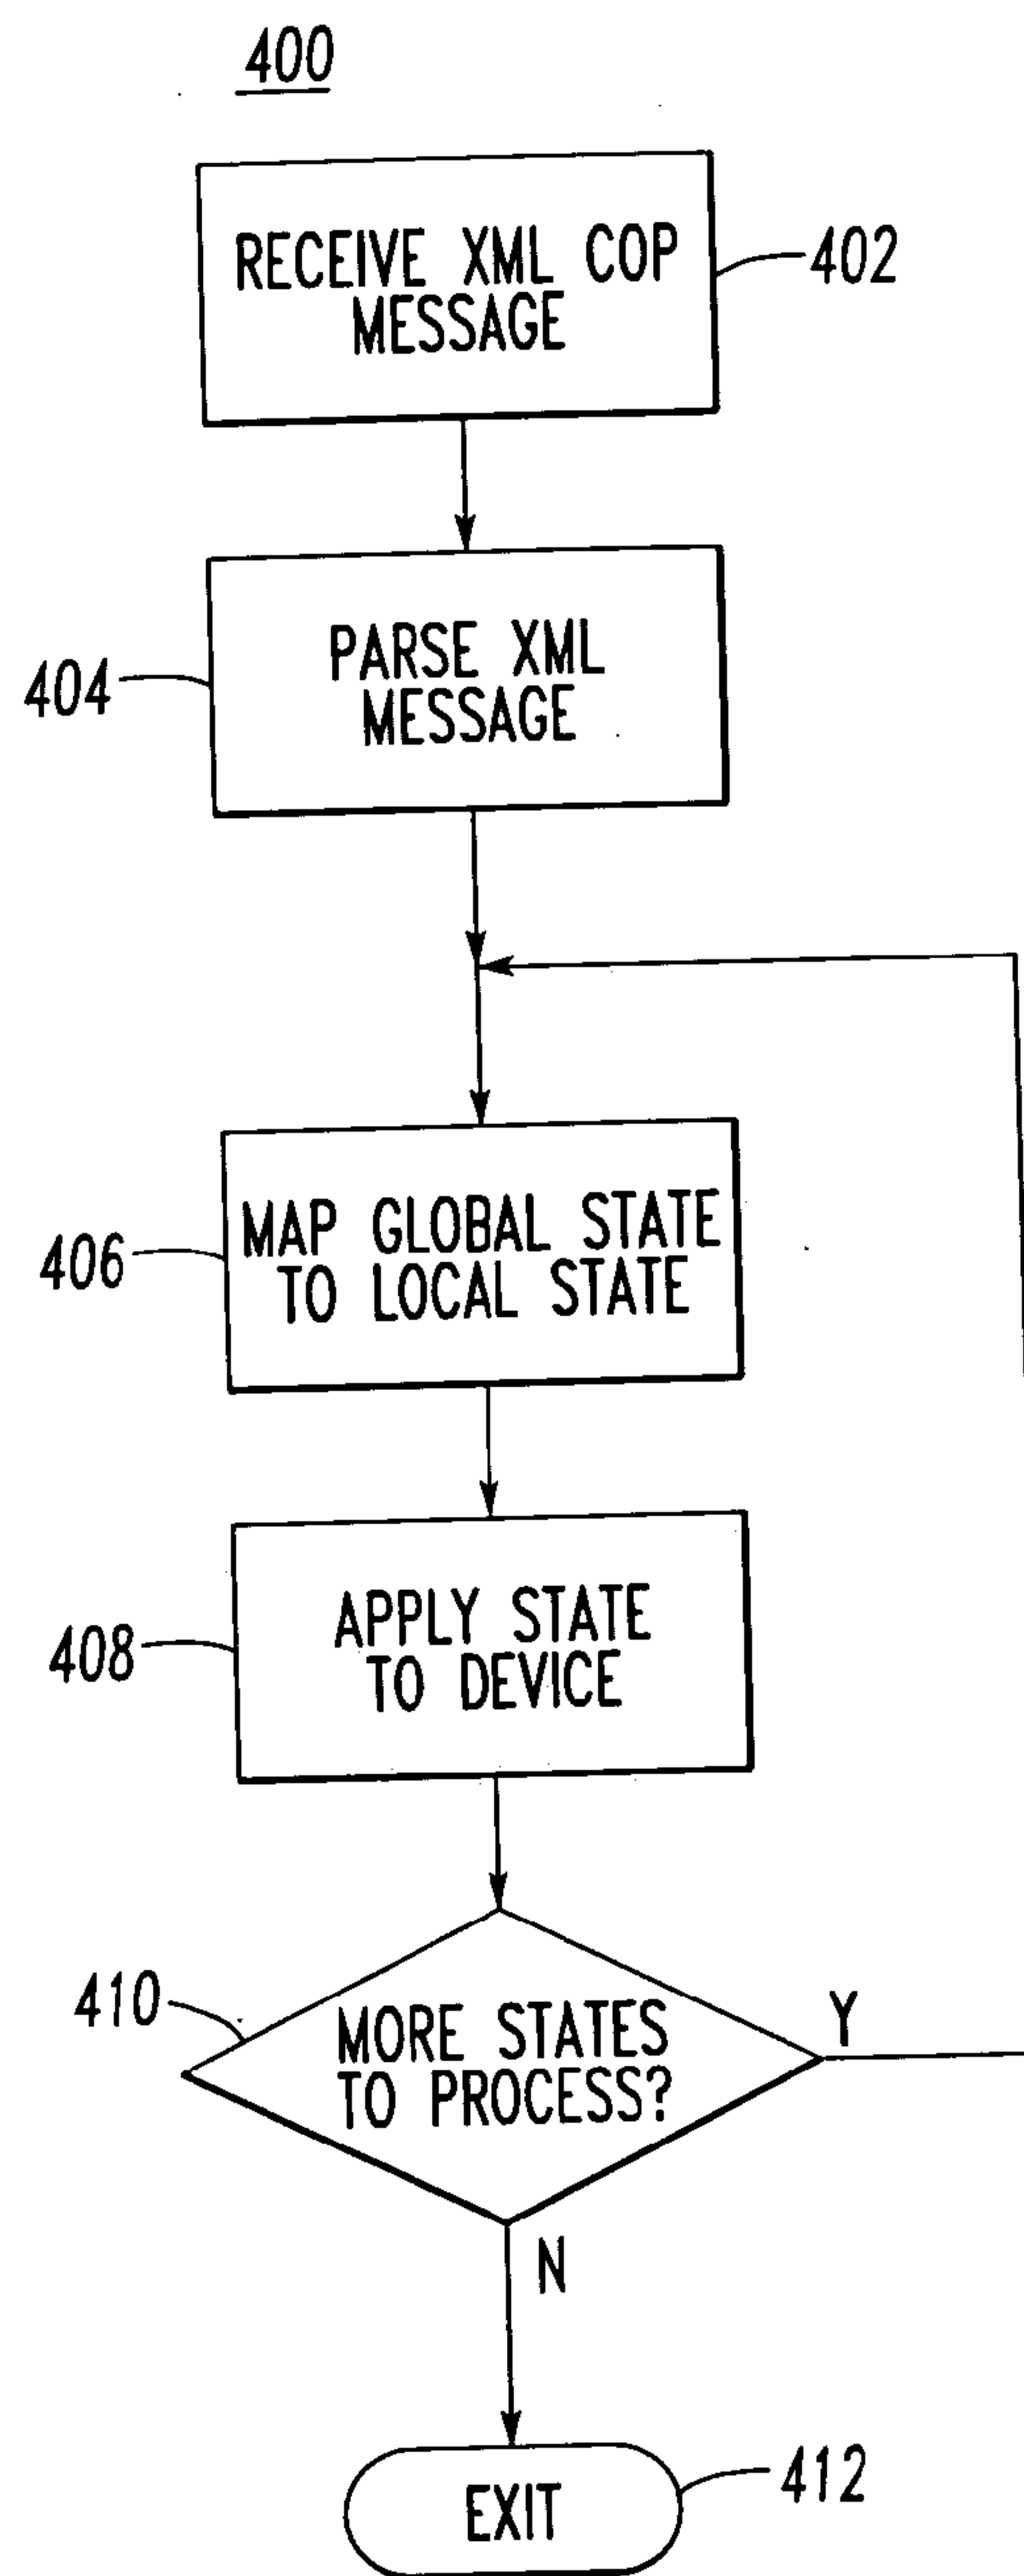 400
RECEIVE XML COP
MESSAGE
402
PARSE XML
MESSAGE
404
MAP GLOBAL STATE
TO LOCAL STATE
406
APPLY STATE
TO DEVICE
408
410
MORE STATES
TO PROCESS?
Y
N
EXIT
412